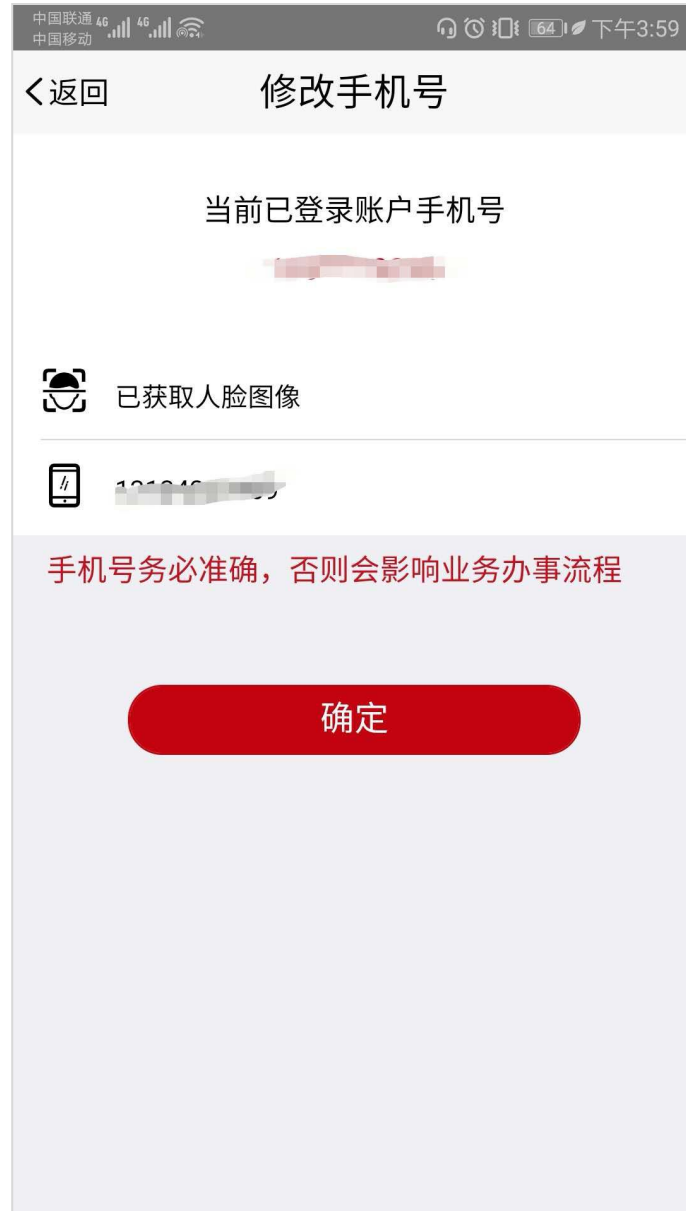 中国联通 46 46
中国移动
64 下午3:59
返回
修改手机号
当前已登录账户手机号
已获取人脸图像
手机号务必准确，否则会影响业务办事流程
确定